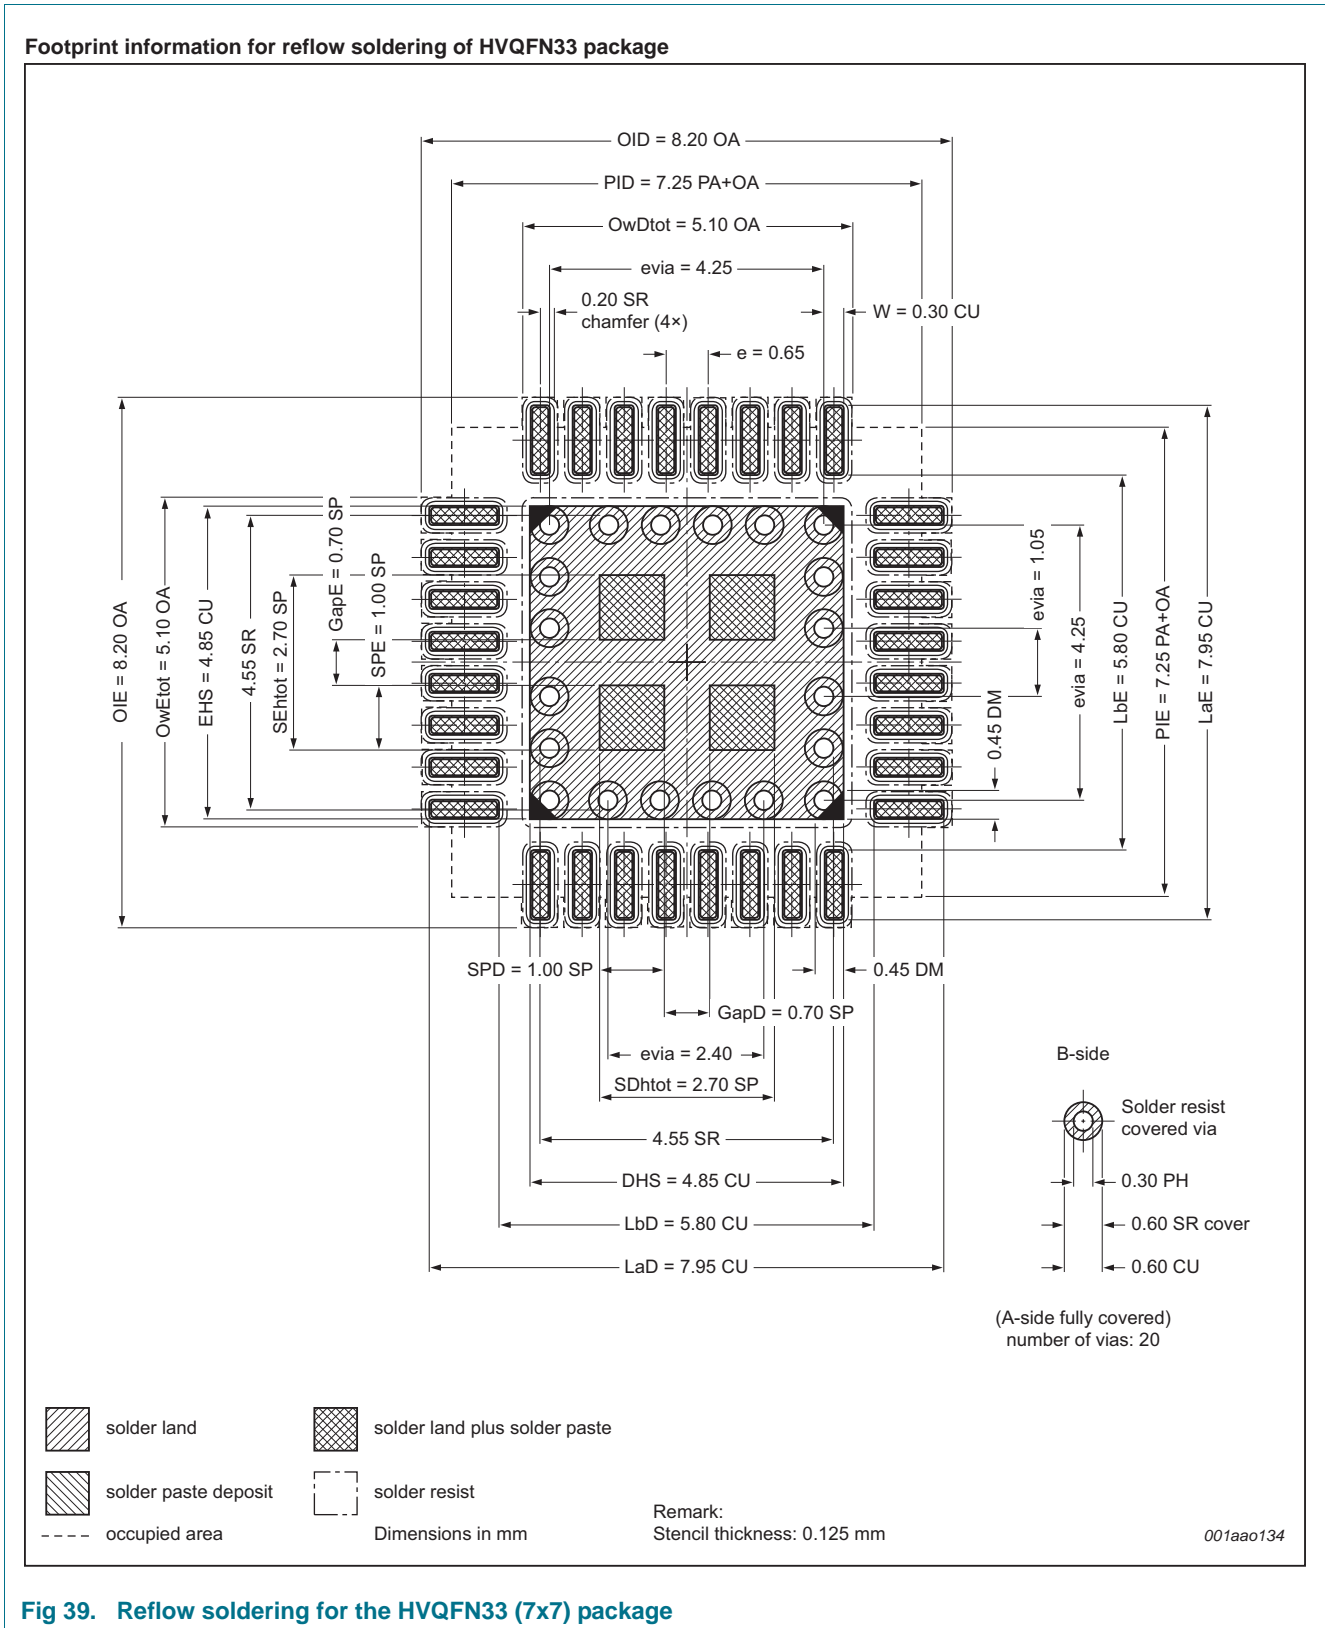 Footprint information for reflow soldering of HVQFN33 package
OID = 8.20 OA
PID = 7.25 PA+OA
OwDtot = 5.10 OA
evia = 4.25
0.20 SR
chamfer (4×)
W = 0.30 CU
e = 0.65
OIE = 8.20 OA
OwEtot = 5.10 OA
EHS = 4.85 CU
4.55 SR
SEhtot = 2.70 SP
GapE = 0.70 SP
SPE = 1.00 SP
evia = 1.05
0.45 DM
evia = 4.25
LbE = 5.80 CU
PIE = 7.25 PA+OA
LaE = 7.95 CU
SPD = 1.00 SP
0.45 DM
GapD = 0.70 SP
evia = 2.40
SDhtot = 2.70 SP
4.55 SR
DHS = 4.85 CU
LbD = 5.80 CU
LaD = 7.95 CU
B-side
Solder resist
covered via
0.30 PH
0.60 SR cover
0.60 CU
(A-side fully covered)
number of vias: 20
solder land
solder land plus solder paste
solder paste deposit
solder resist
occupied area
Dimensions in mm
Remark:
Stencil thickness: 0.125 mm
001aao134
Fig 39. Reflow soldering for the HVQFN33 (7x7) package